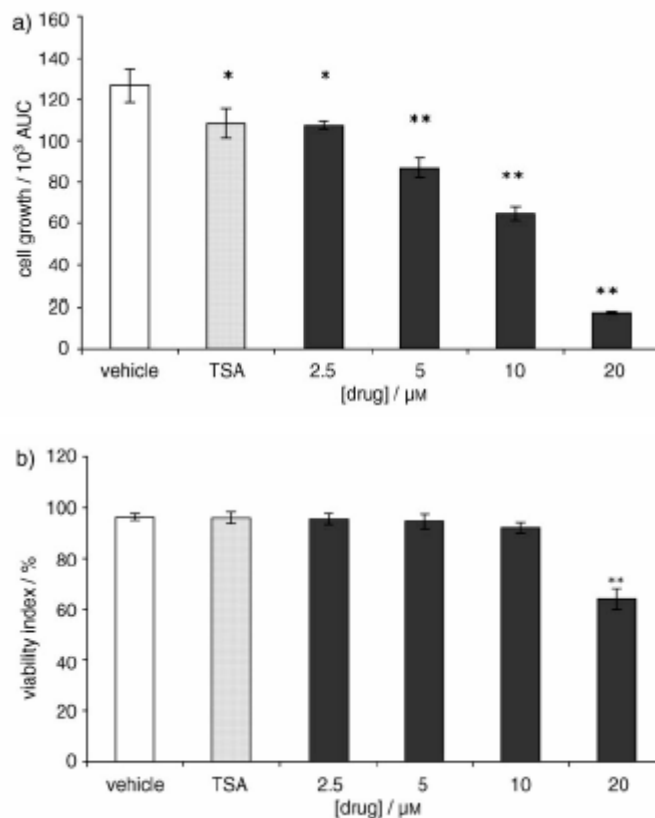 a)
160
140
120
100
80
60
40
20
0
cell growth / 10³ AUC
* * ** ** **
vehicle TSA 2.5 5 10 20
[drug] / µM
b)
120
100
80
60
40
20
0
viability index / %
**
vehicle TSA 2.5 5 10 20
[drug] / µM